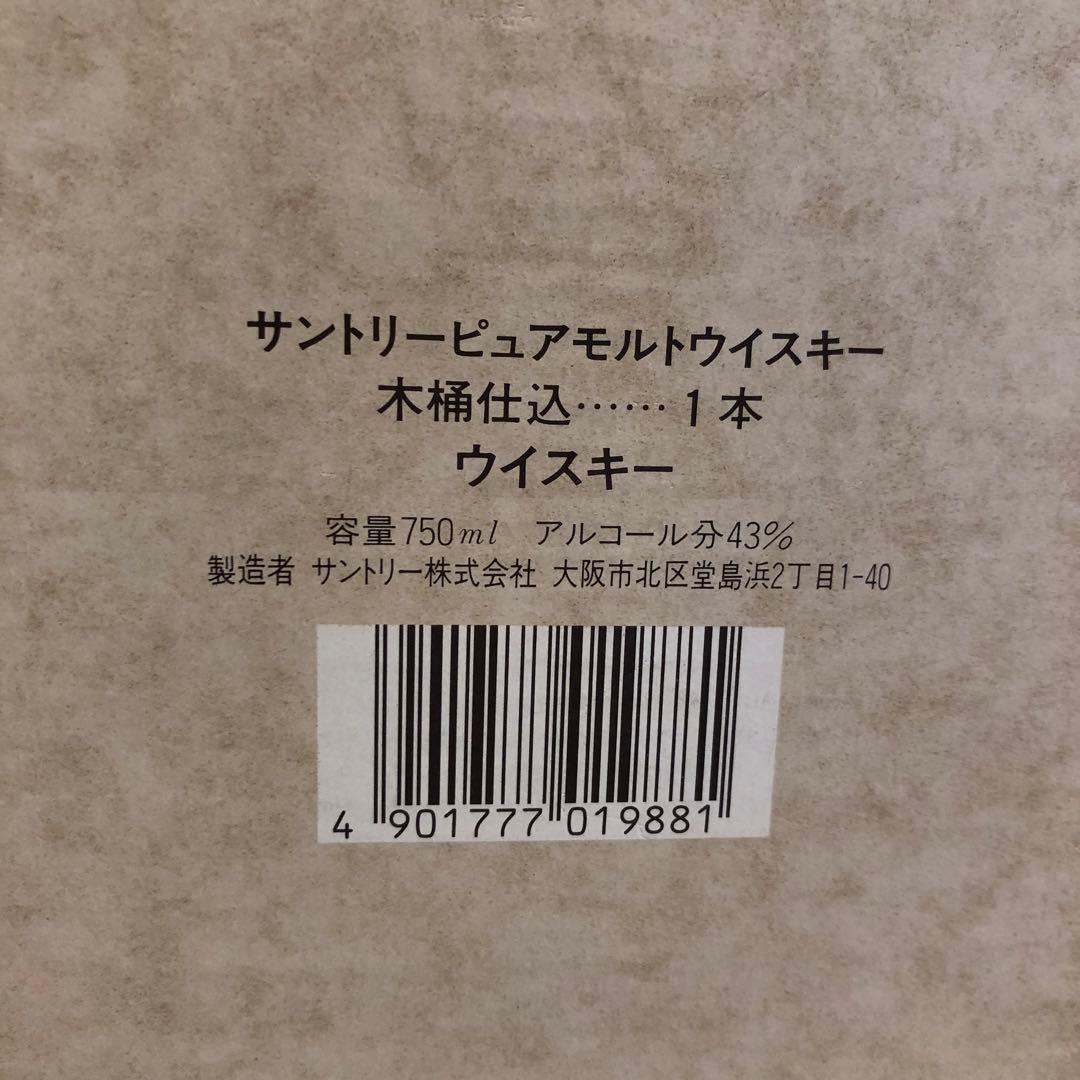 サントリーピュアモルトウイスキー
木桶仕込……1本
ウイスキー
容量750ml アルコール分43%
製造者 サントリー株式会社 大阪市北区堂島浜2丁目1-40
4 901777 019881